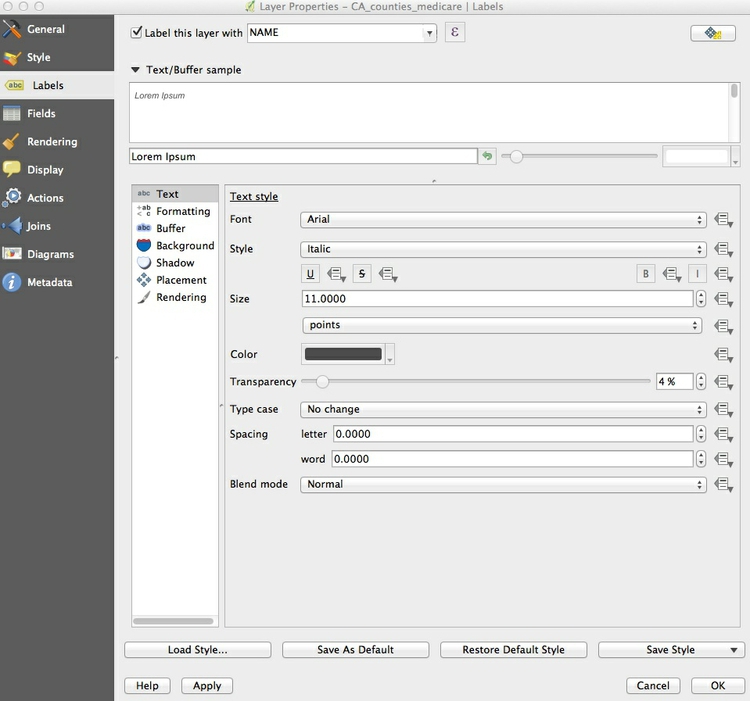 Layer Properties – CA_counties_medicare | Labels
General
Style
abc Labels
Fields
Rendering
Display
Actions
Joins
Diagrams
Metadata
Label this layer with NAME ε
Text/Buffer sample
Lorem Ipsum
Lorem Ipsum
abc Text
+ab < c Formatting
abc Buffer
Background
Shadow
Placement
Rendering
Text style
Font Arial
Style Italic
U S B I
Size 11.0000
points
Color
Transparency 4 %
Type case No change
Spacing letter 0.0000
word 0.0000
Blend mode Normal
Load Style... Save As Default Restore Default Style Save Style
Help Apply Cancel OK